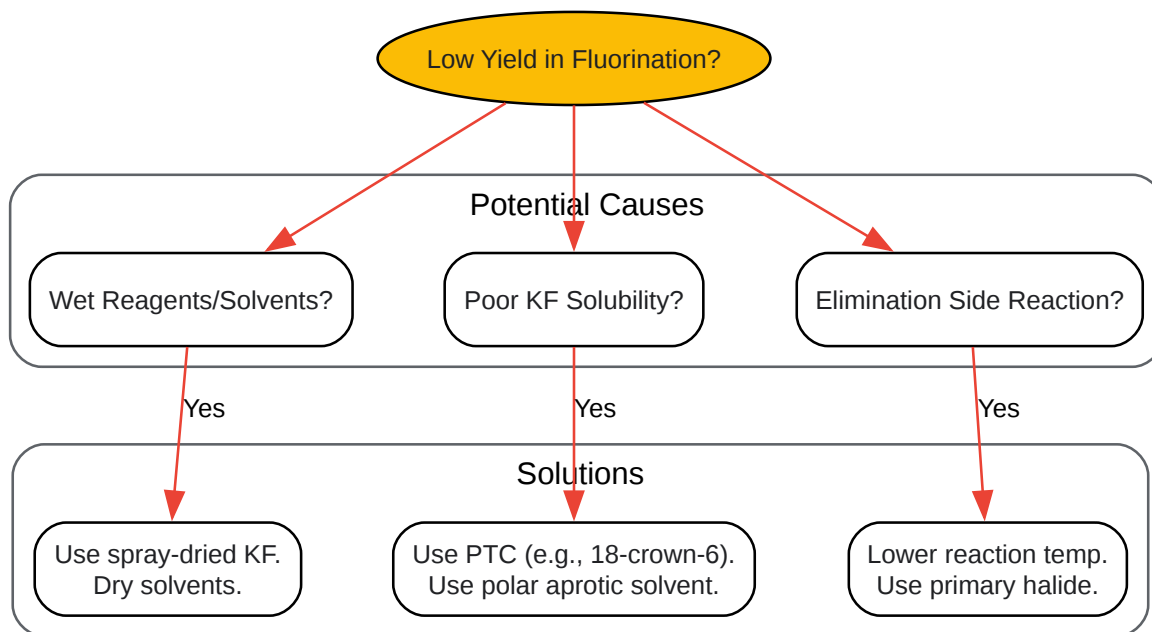 Low Yield in Fluorination?
Potential Causes
Wet Reagents/Solvents?
Poor KF Solubility?
Elimination Side Reaction?
Yes
Yes
Yes
Solutions
Use spray-dried KF.
Dry solvents.
Use PTC (e.g., 18-crown-6).
Use polar aprotic solvent.
Lower reaction temp.
Use primary halide.